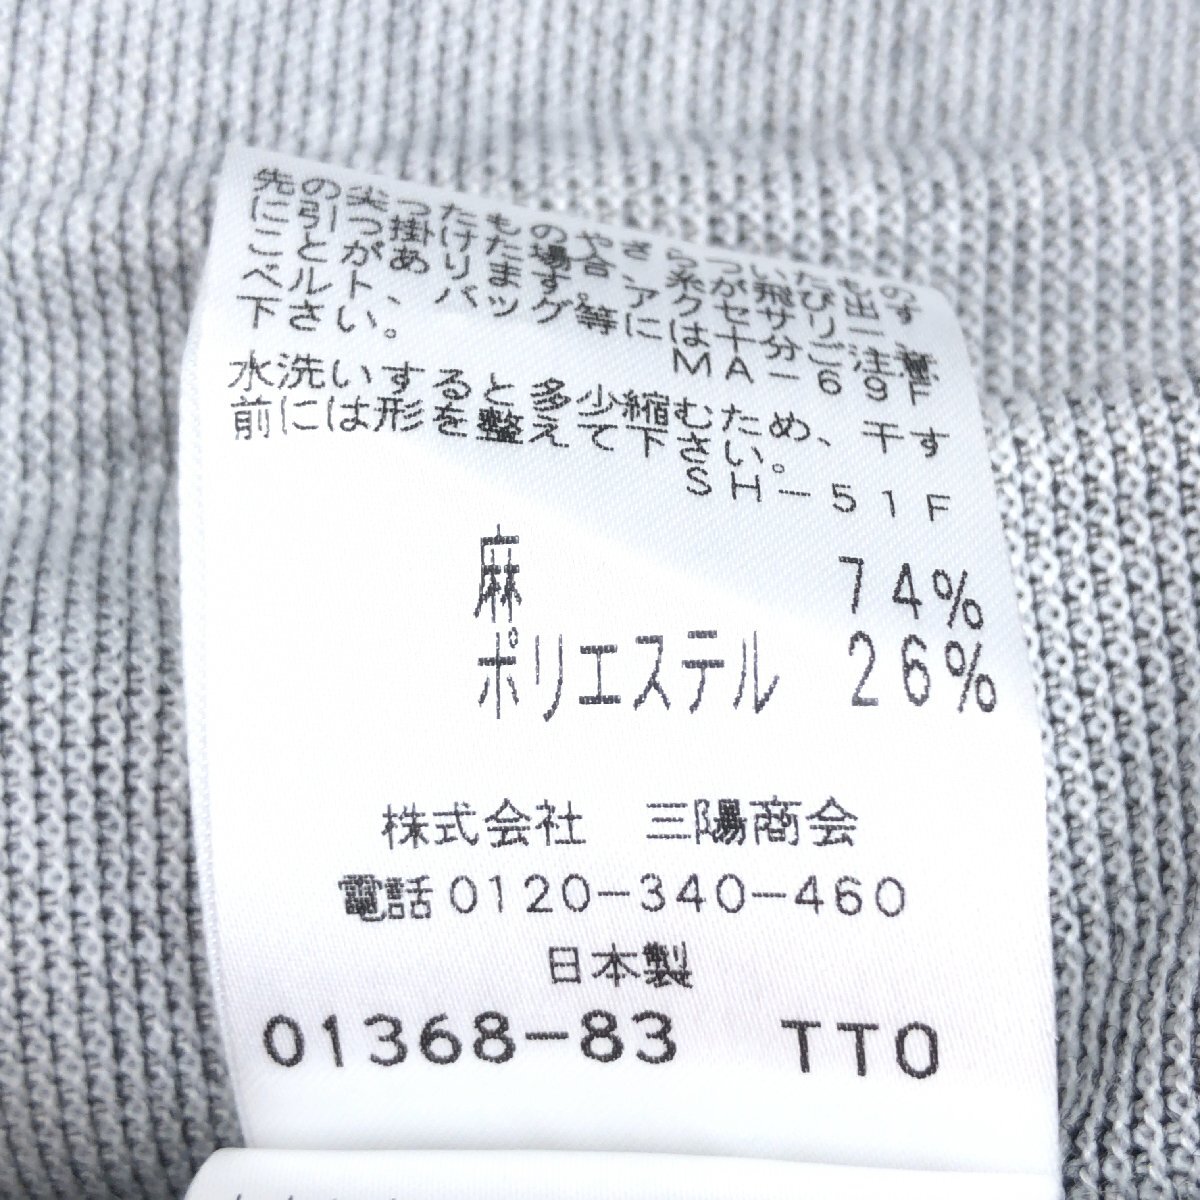 先の尖ったもの や ざらついたもの
に引っ掛けた場合、糸が飛び出す
ことがあります。アクセサリー、
ベルト、バッグ等には十分ご注意
下さい。 MA-69F
水洗いすると多少縮むため、干す
前には形を整えて下さい。
SH-51F
麻 74%
ポリエステル 26%
株式会社 三陽商会
電話0120-340-460
日本製
01368-83 TTO